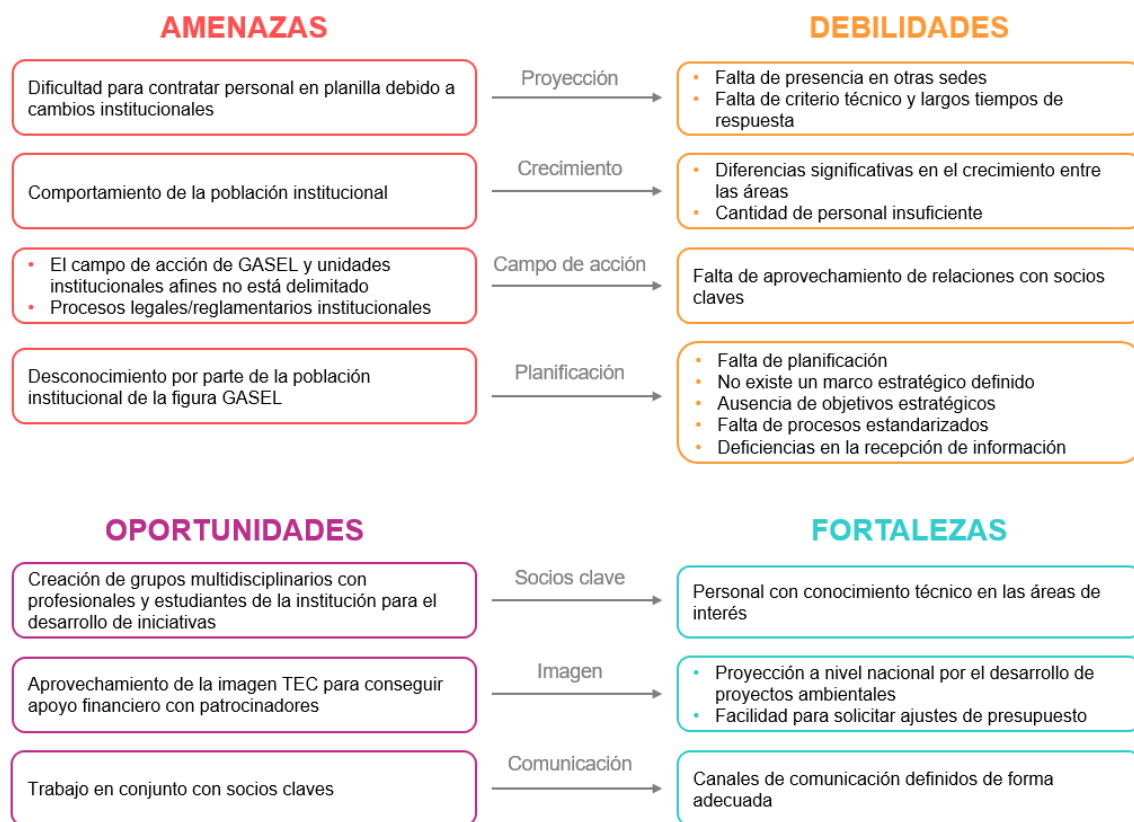 AMENAZAS
DEBILIDADES
Dificultad para contratar personal en planilla debido a
cambios institucionales
Proyección
• Falta de presencia en otras sedes
• Falta de criterio técnico y largos tiempos de
respuesta
Comportamiento de la población institucional
Crecimiento
• Diferencias significativas en el crecimiento entre
las áreas
• Cantidad de personal insuficiente
• El campo de acción de GASEL y unidades
institucionales afines no está delimitado
• Procesos legales/reglamentarios institucionales
Campo de acción
Falta de aprovechamiento de relaciones con socios
claves
Desconocimiento por parte de la población
institucional de la figura GASEL
Planificación
• Falta de planificación
• No existe un marco estratégico definido
• Ausencia de objetivos estratégicos
• Falta de procesos estandarizados
• Deficiencias en la recepción de información
OPORTUNIDADES
FORTALEZAS
Creación de grupos multidisciplinarios con
profesionales y estudiantes de la institución para el
desarrollo de iniciativas
Socios clave
Personal con conocimiento técnico en las áreas de
interés
Aprovechamiento de la imagen TEC para conseguir
apoyo financiero con patrocinadores
Imagen
• Proyección a nivel nacional por el desarrollo de
proyectos ambientales
• Facilidad para solicitar ajustes de presupuesto
Trabajo en conjunto con socios claves
Comunicación
Canales de comunicación definidos de forma
adecuada